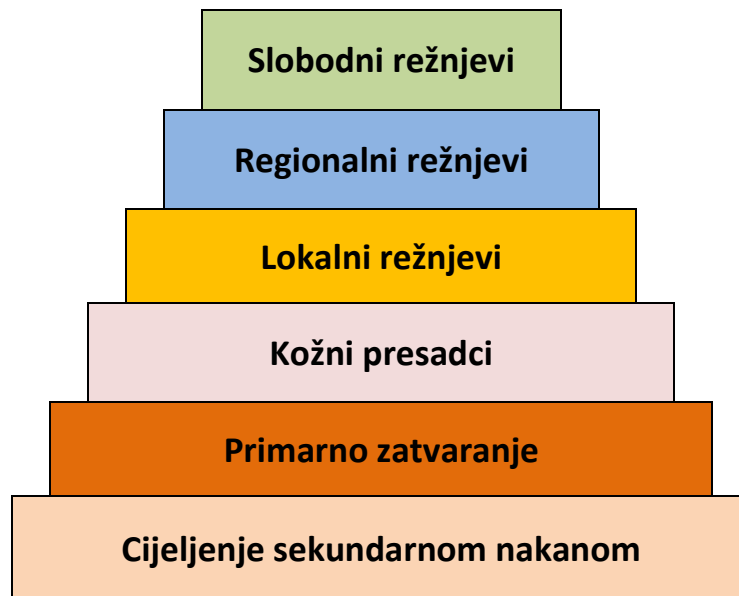 Slobodni režnjevi
Regionalni režnjevi
Lokalni režnjevi
Kožni presadci
Primarno zatvaranje
Cijeljenje sekundarnom nakanom